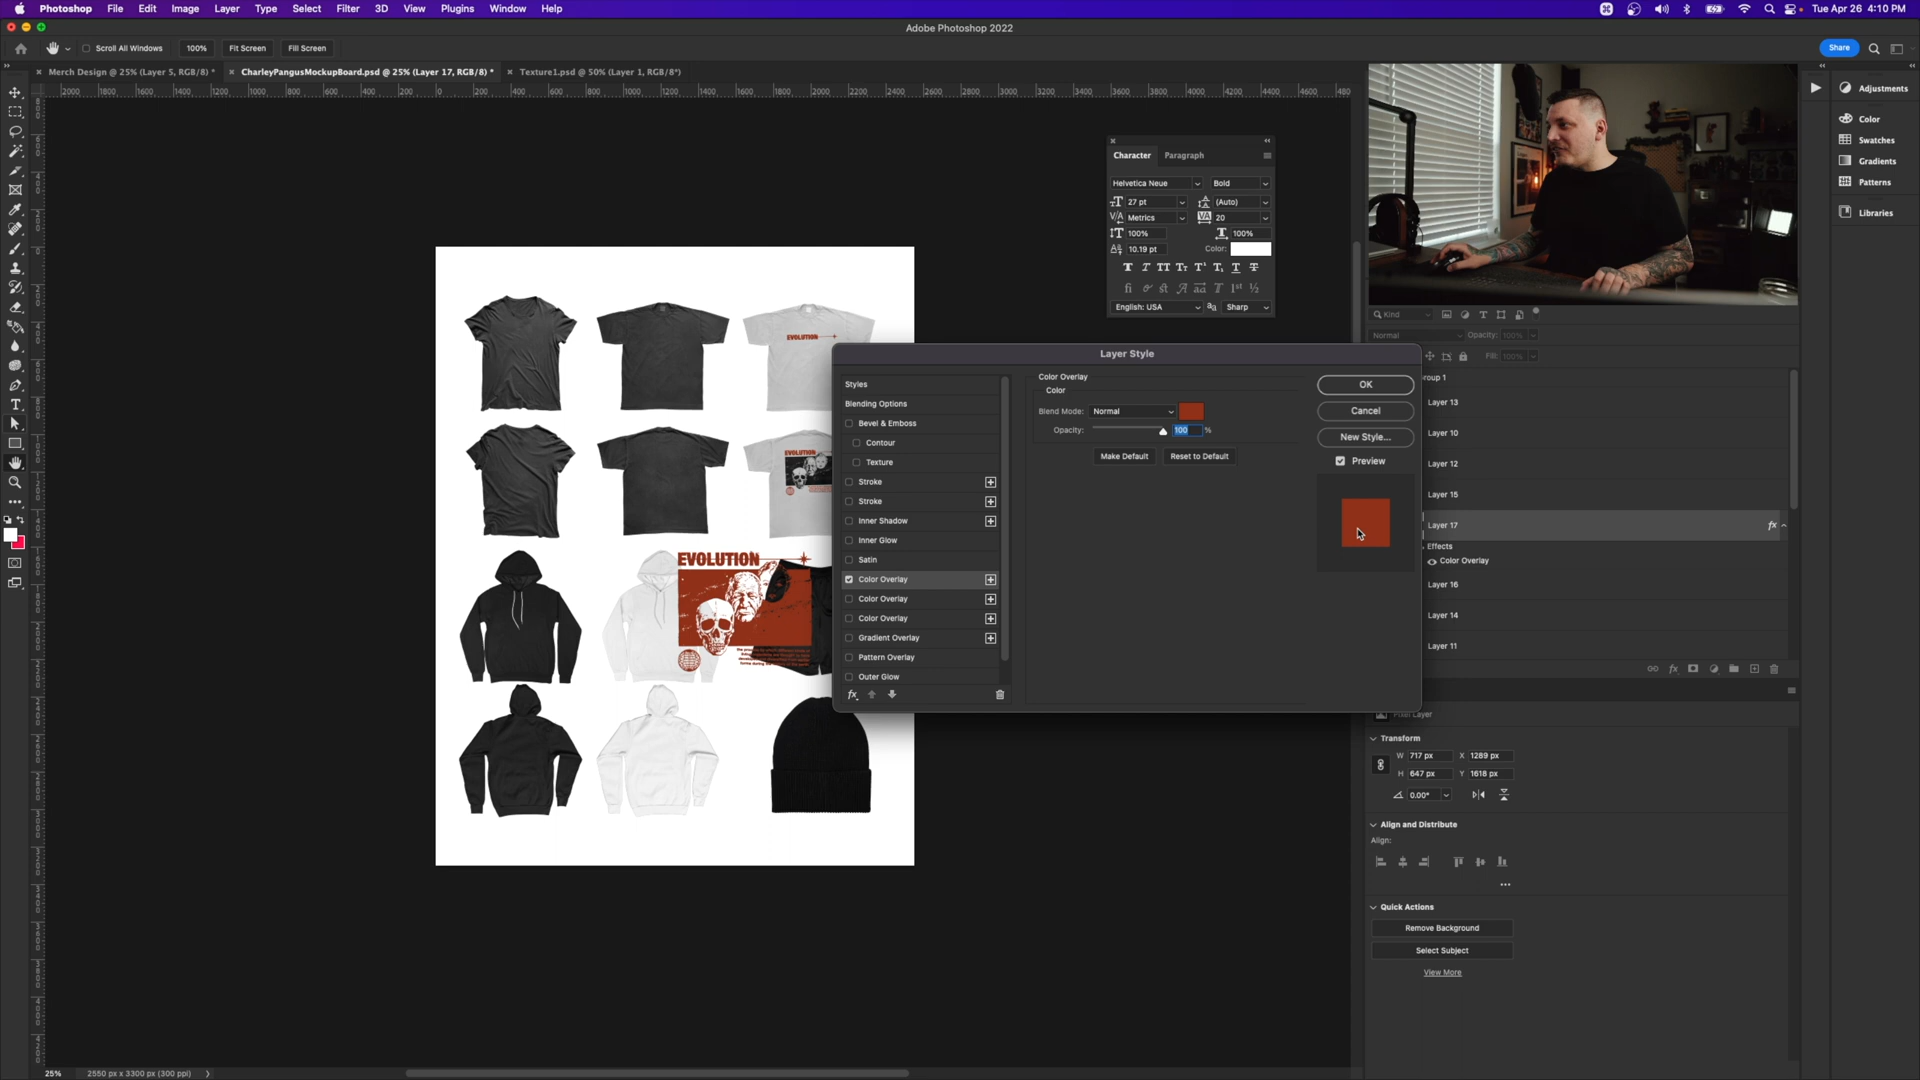 Photoshop File Edit Image Layer Type Select Filter 3D View Plugins Window Help
Tue Apr 26 4:10 PM
Adobe Photoshop 2022
Scroll All Windows 100% Fit Screen Fill Screen
Share
Merch Design @ 25% (Layer 5, RGB/8) *
CharleyPangusMockupBoard.psd @ 25% (Layer 17, RGB/8) *
Texture1.psd @ 50% (Layer 1, RGB/8*)
2000 1800 1600 1400 1200 1000 800 600 400 200 0 200 400 600 800 1000 1200 1400 1600 1800 2000 2200 2400 2600 2800 3000 3200 3400 3600 3800 4000 4200 4400 4600 480
Adjustments
Color
Swatches
Gradients
Patterns
Libraries
Character Paragraph
Helvetica Neue Bold
27 pt (Auto)
Metrics 20
100% 100%
10.19 pt Color:
English: USA Sharp
EVOLUTION
EVOLUTION
EVOLUTION
Layer Style
Styles
Blending Options
Bevel & Emboss
Contour
Texture
Stroke
Stroke
Inner Shadow
Inner Glow
Satin
Color Overlay
Color Overlay
Color Overlay
Gradient Overlay
Pattern Overlay
Outer Glow
fx
Color Overlay
Color
Blend Mode: Normal
Opacity: 100 %
Make Default Reset to Default
OK
Cancel
New Style...
Preview
Kind
Normal Opacity: 100%
Fill: 100%
roup 1
Layer 13
Layer 10
Layer 12
Layer 15
Layer 17 fx
Effects
Color Overlay
Layer 16
Layer 14
Layer 11
Pixel Layer
Transform
W 717 px X 1289 px
H 647 px Y 1618 px
0.00°
Align and Distribute
Align:
Quick Actions
Remove Background
Select Subject
View More
25% 2550 px x 3300 px (300 ppi)